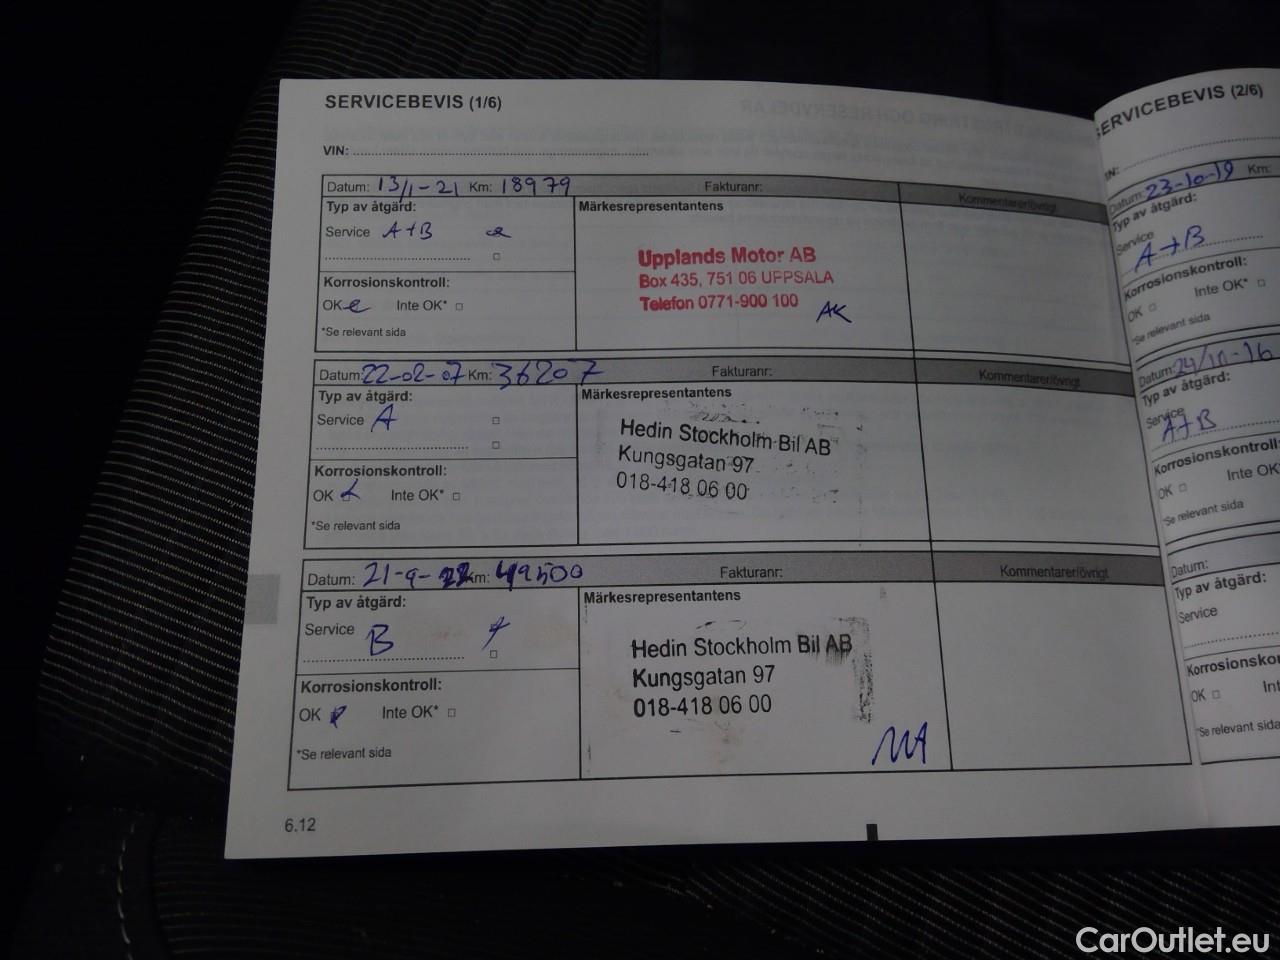 SERVICEBEVIS (1/6)
VIN:
Datum: 13/1-21 Km: 18979 Fakturanr: Kommentarer/övrigt
Typ av åtgärd: Märkesrepresentantens
Service A+B
Upplands Motor AB
Box 435, 751 06 UPPSALA
Telefon 0771-900 100
AK
Korrosionskontroll:
OK Inte OK*
*Se relevant sida
Datum: 22-02-07 Km: 36207 Fakturanr: Kommentarer/övrigt
Typ av åtgärd: Märkesrepresentantens
Service A
Hedin Stockholm Bil AB
Kungsgatan 97
018-418 06 00
Korrosionskontroll:
OK Inte OK*
*Se relevant sida
Datum: 21-9-22 Km: 49500 Fakturanr: Kommentarer/övrigt
Typ av åtgärd: Märkesrepresentantens
Service B
Hedin Stockholm Bil AB
Kungsgatan 97
018-418 06 00
Korrosionskontroll:
OK Inte OK*
*Se relevant sida
6.12
SERVICEBEVIS (2/6)
Datum: 23-10-19 Km:
Typ av åtgärd:
Service
A+B
Korrosionskontroll:
OK Inte OK*
*Se relevant sida
Datum:
Typ av åtgärd:
Service
A+B
Korrosionskontroll
OK Inte OK
*Se relevant sida
Datum:
Typ av åtgärd:
Service
OK
*Se relevant sida
CarOutlet.eu